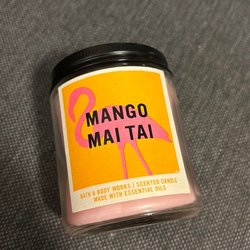 MANGO
MAI TAI
BATH & BODY WORKS | SCENTED CANDLE
MADE WITH ESSENTIAL OILS